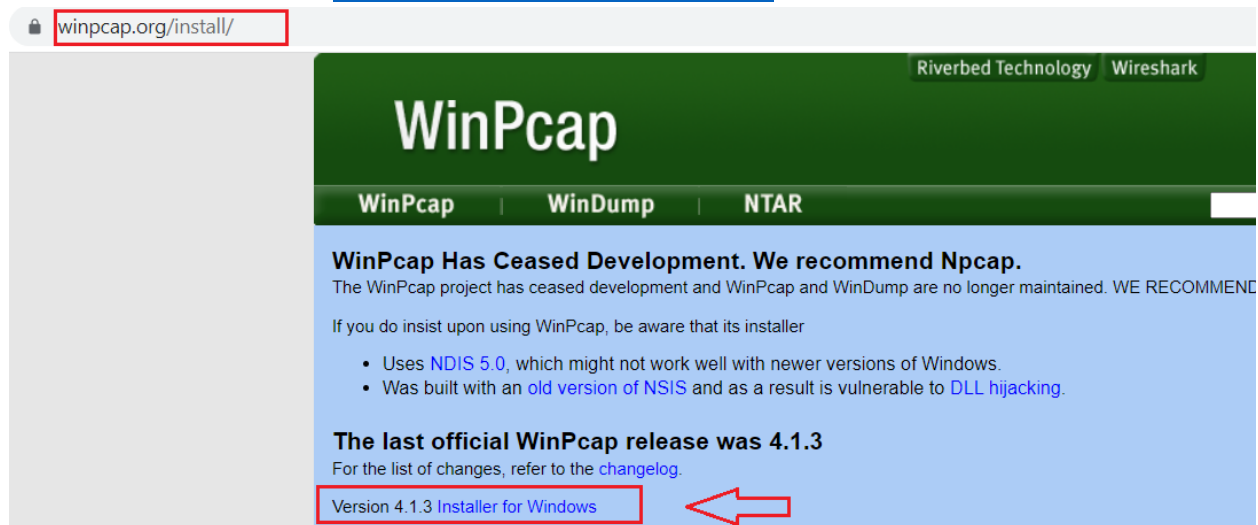 winpcap.org/install/
Riverbed Technology Wireshark
WinPcap
WinPcap | WinDump | NTAR
WinPcap Has Ceased Development. We recommend Npcap.
The WinPcap project has ceased development and WinPcap and WinDump are no longer maintained. WE RECOMMEND
If you do insist upon using WinPcap, be aware that its installer
• Uses NDIS 5.0, which might not work well with newer versions of Windows.
• Was built with an old version of NSIS and as a result is vulnerable to DLL hijacking.
The last official WinPcap release was 4.1.3
For the list of changes, refer to the changelog.
Version 4.1.3 Installer for Windows